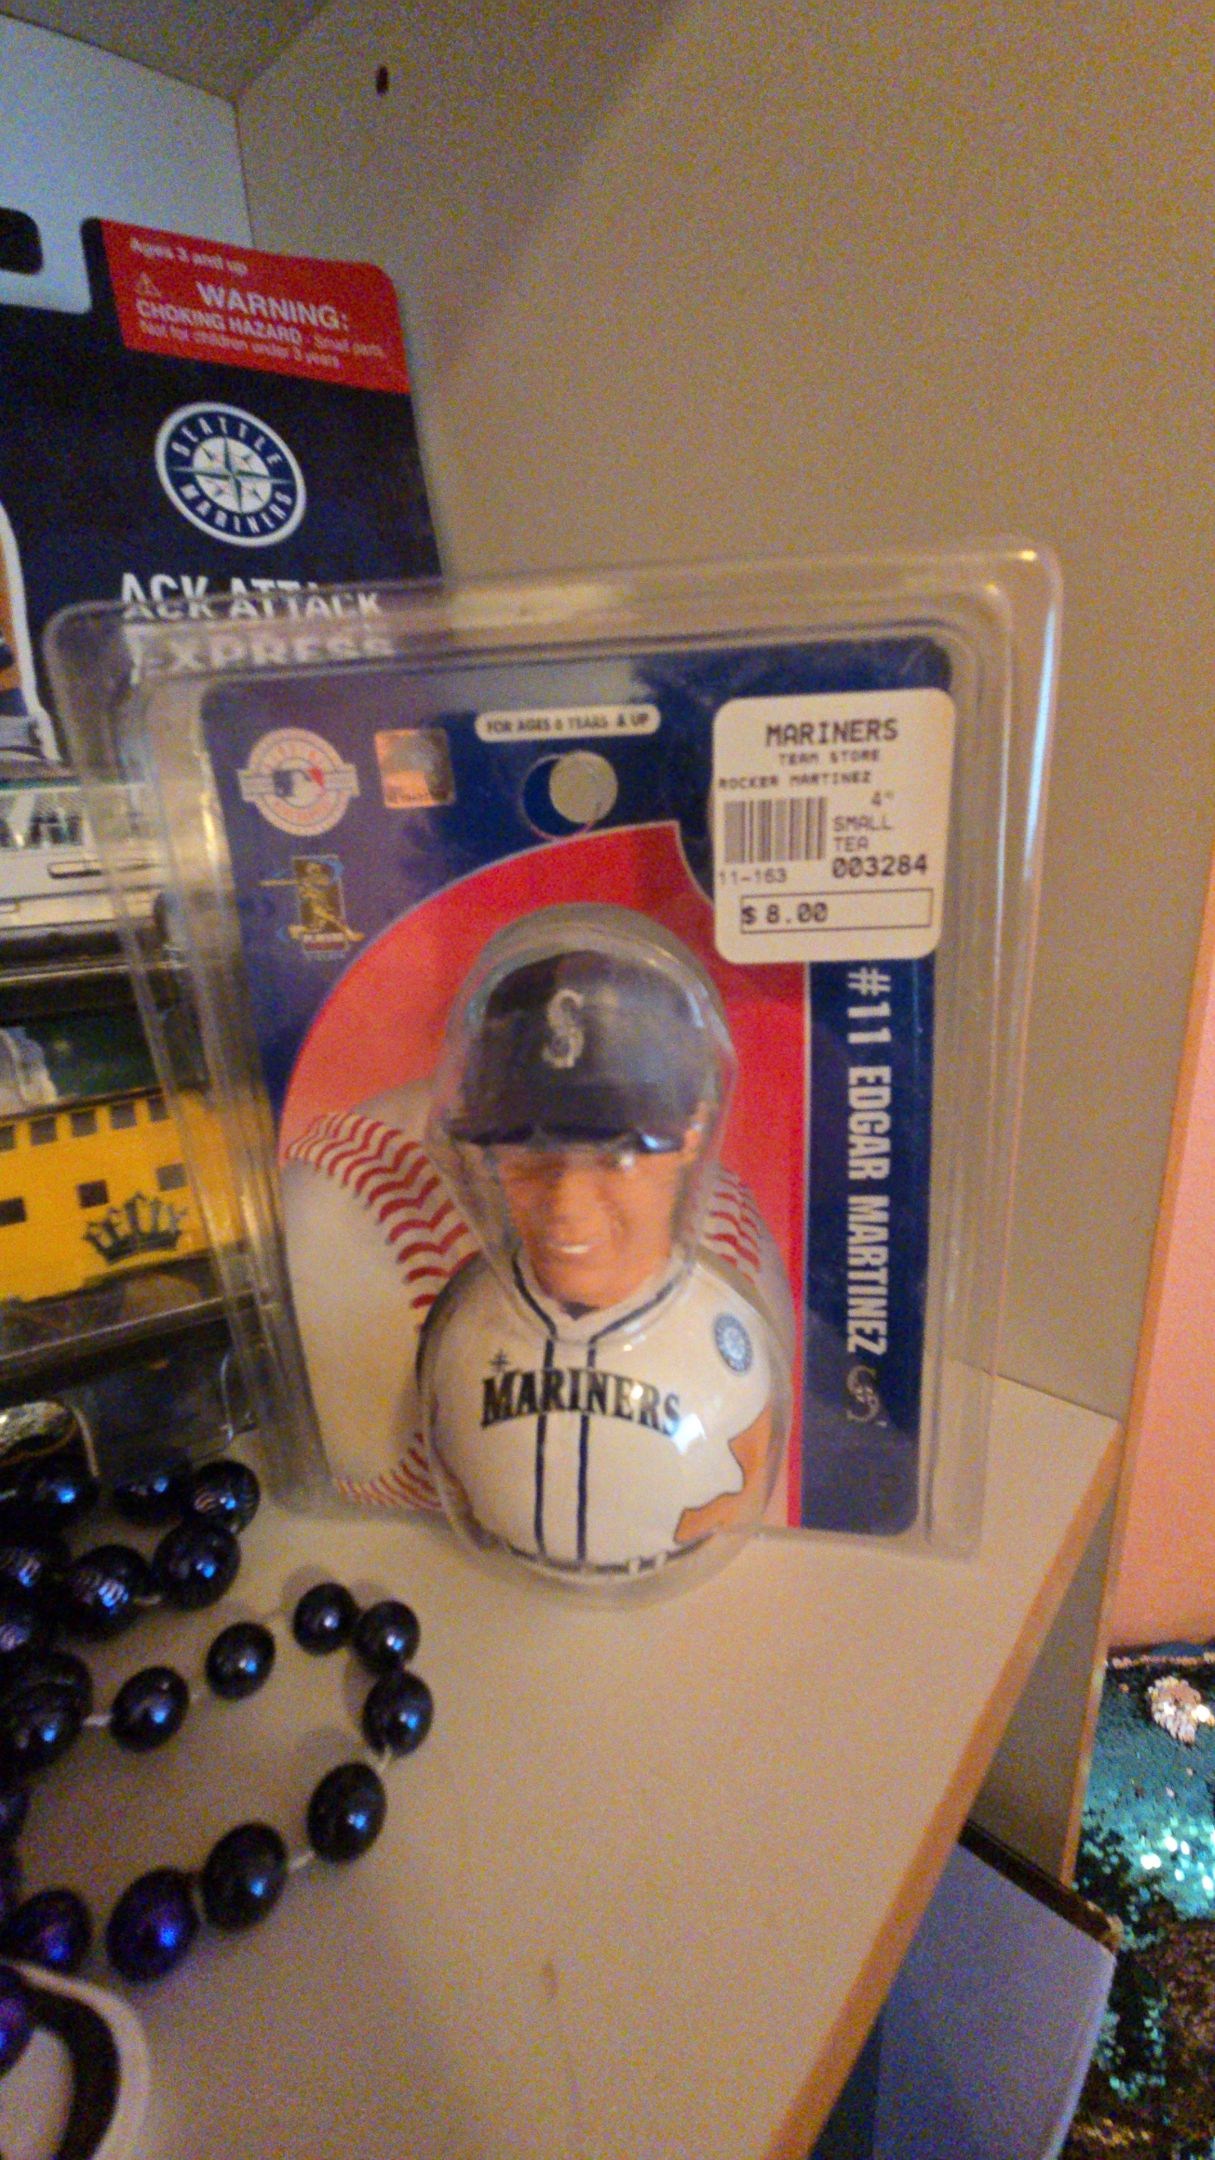 Ages 3 and up
WARNING:
CHOKING HAZARD - Small parts.
Not for children under 3 years
SEATTLE
MARINERS
ACK ATTACK
EXPRESS
FOR AGES 6 YEARS & UP
MARINERS
TEAM STORE
ROCKER MARTINEZ
4"
SMALL
TEA
11-163 003284
$ 8.00
#11 EDGAR MARTINEZ S
S
MARINERS